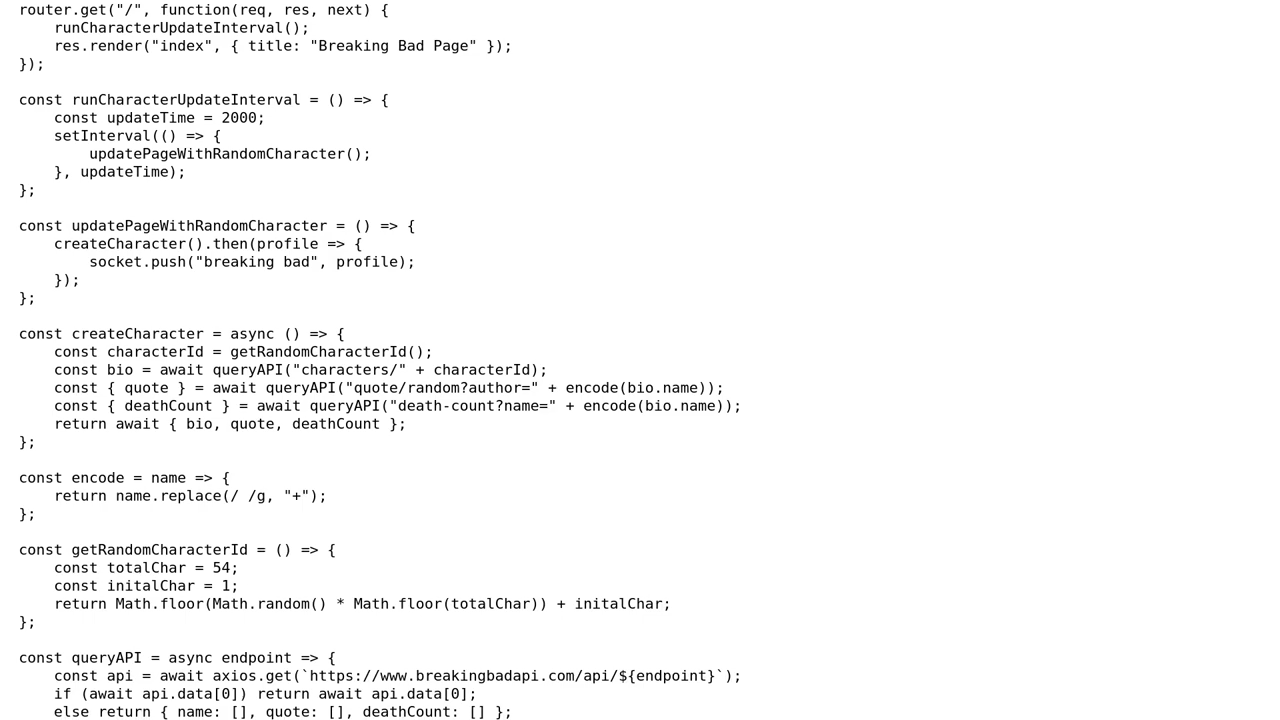 router.get("/", function(req, res, next) {
    runCharacterUpdateInterval();
    res.render("index", { title: "Breaking Bad Page" });
});

const runCharacterUpdateInterval = () => {
    const updateTime = 2000;
    setInterval(() => {
        updatePageWithRandomCharacter();
    }, updateTime);
};

const updatePageWithRandomCharacter = () => {
    createCharacter().then(profile => {
        socket.push("breaking bad", profile);
    });
};

const createCharacter = async () => {
    const characterId = getRandomCharacterId();
    const bio = await queryAPI("characters/" + characterId);
    const { quote } = await queryAPI("quote/random?author=" + encode(bio.name));
    const { deathCount } = await queryAPI("death-count?name=" + encode(bio.name));
    return await { bio, quote, deathCount };
};

const encode = name => {
    return name.replace(/ /g, "+");
};

const getRandomCharacterId = () => {
    const totalChar = 54;
    const initalChar = 1;
    return Math.floor(Math.random() * Math.floor(totalChar)) + initalChar;
};

const queryAPI = async endpoint => {
    const api = await axios.get(`https://www.breakingbadapi.com/api/${endpoint}`);
    if (await api.data[0]) return await api.data[0];
    else return { name: [], quote: [], deathCount: [] };